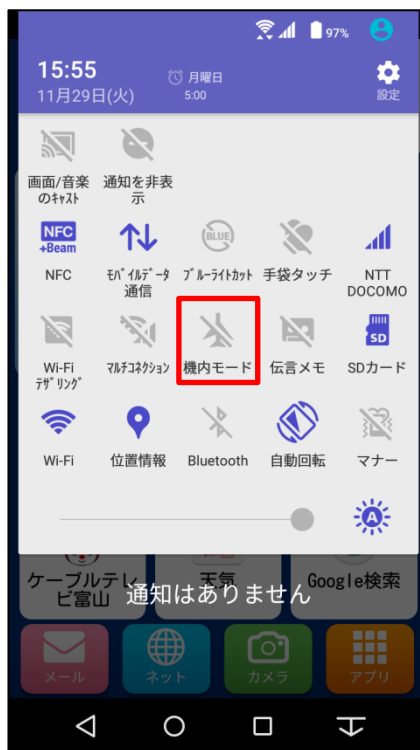 97%
15:55
月曜日
11月29日(火)
5:00
設定
画面/音楽
のｷｬｽﾄ
通知を非表
示
NFC
+Beam
BLUE
NFC
ﾓﾊﾞｲﾙﾃﾞｰﾀ
通信
ﾌﾞﾙｰﾗｲﾄｶｯﾄ
手袋タッチ
NTT
DOCOMO
SD
Wi-Fi
ﾃｻﾞﾘﾝｸﾞ
ﾏﾙﾁｺﾈｸｼｮﾝ
機内モード
伝言メモ
SDカード
Wi-Fi
位置情報
Bluetooth
自動回転
マナー
A
ケーブルテレ
ビ富山
天気
Google検索
通知はありません
メール
ネット
カメラ
アプリ